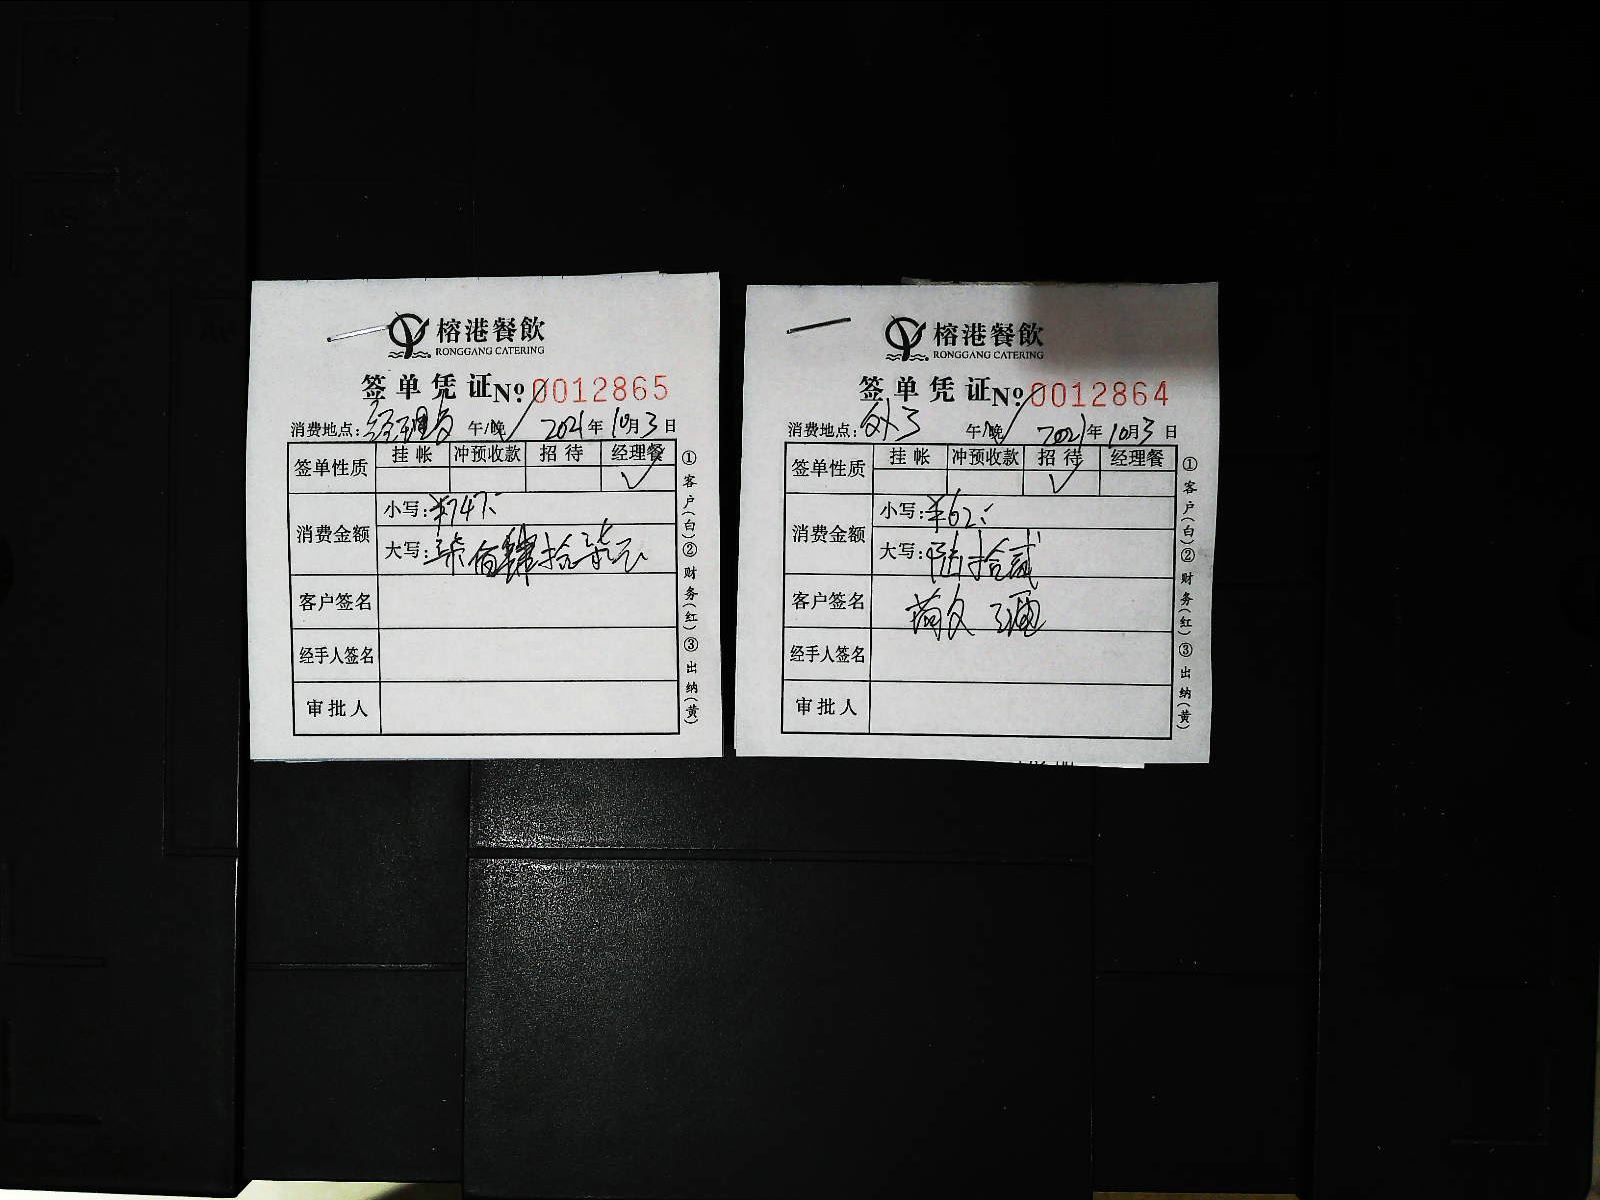 榕港餐飲
RONGGANG CATERING
签单凭证 № 0012865
消费地点: 经理餐 午/晚 2021年10月3日
签单性质 挂帐 冲预收款 招待 经理餐
✓
消费金额 小写: ¥747.
大写: 柒佰肆拾柒元
客户签名
经手人签名
审批人
①客户(白)②财务(红)③出纳(黄)
榕港餐飲
RONGGANG CATERING
签单凭证 № 0012864
消费地点: 午/晚 2021年10月3日
签单性质 挂帐 冲预收款 招待 经理餐
✓
消费金额 小写: ¥62.
大写: 陆拾贰
客户签名
经手人签名
审批人
①客户(白)②财务(红)③出纳(黄)